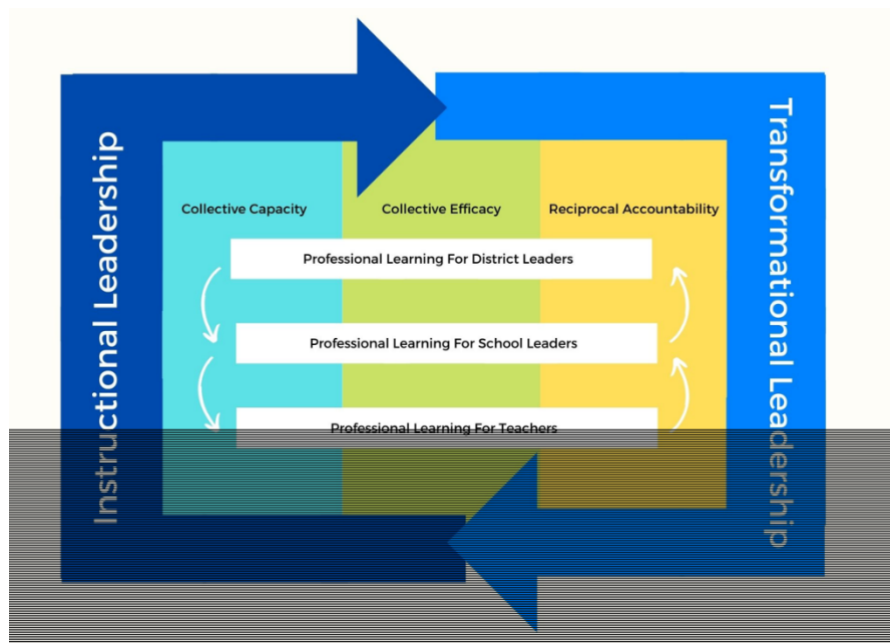 Instructional Leadership
Transformational Leadership
Collective Capacity
Collective Efficacy
Reciprocal Accountability
Professional Learning For District Leaders
Professional Learning For School Leaders
Professional Learning For Teachers